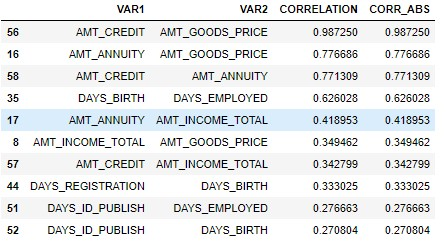 VAR1 VAR2 CORRELATION CORR_ABS
56 AMT_CREDIT AMT_GOODS_PRICE 0.987250 0.987250
16 AMT_ANNUITY AMT_GOODS_PRICE 0.776686 0.776686
58 AMT_CREDIT AMT_ANNUITY 0.771309 0.771309
35 DAYS_BIRTH DAYS_EMPLOYED 0.626028 0.626028
17 AMT_ANNUITY AMT_INCOME_TOTAL 0.418953 0.418953
8 AMT_INCOME_TOTAL AMT_GOODS_PRICE 0.349462 0.349462
57 AMT_CREDIT AMT_INCOME_TOTAL 0.342799 0.342799
44 DAYS_REGISTRATION DAYS_BIRTH 0.333025 0.333025
51 DAYS_ID_PUBLISH DAYS_EMPLOYED 0.276663 0.276663
52 DAYS_ID_PUBLISH DAYS_BIRTH 0.270804 0.270804